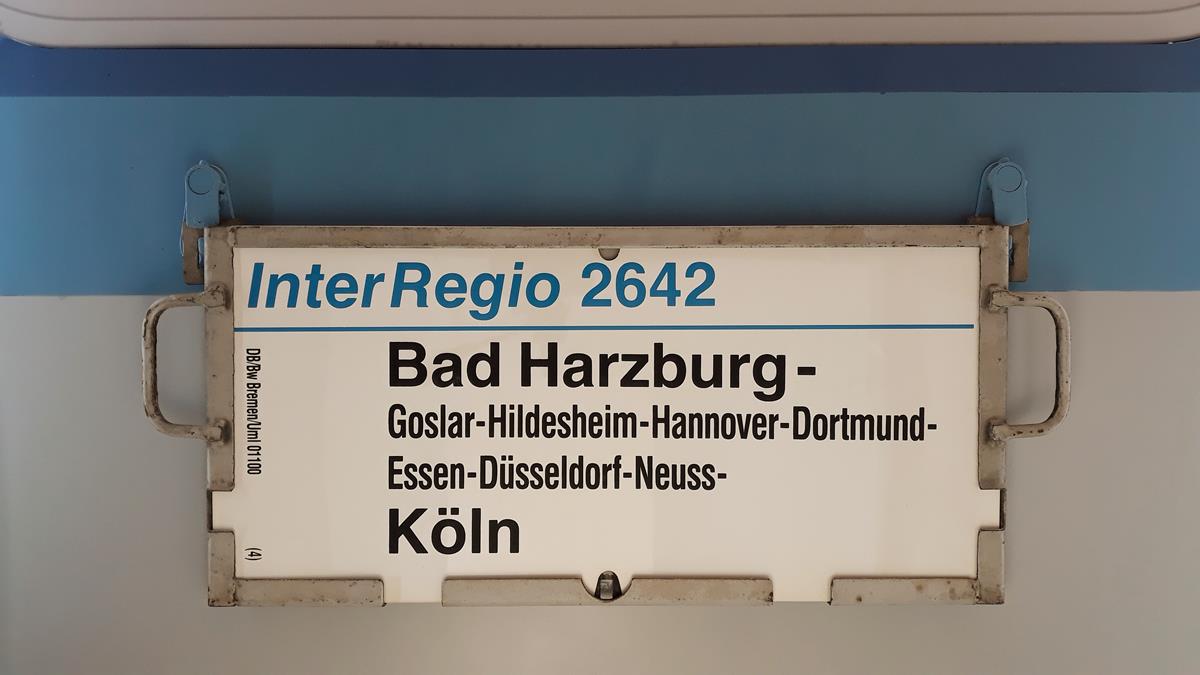 InterRegio 2642
Bad Harzburg-
Goslar-Hildesheim-Hannover-Dortmund-
Essen-Düsseldorf-Neuss-
Köln
DB/Bw Bremen/Uml 01100
(4)